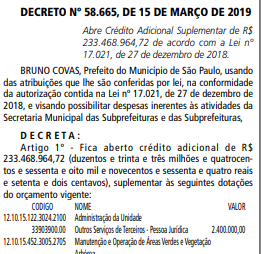 DECRETO Nº 58.665, DE 15 DE MARÇO DE 2019
Abre Crédito Adicional Suplementar de R$
233.468.964,72 de acordo com a Lei nº
17.021, de 27 de dezembro de 2018.
BRUNO COVAS, Prefeito do Município de São Paulo, usando
das atribuições que lhe são conferidas por lei, na conformidade
da autorização contida na Lei nº 17.021, de 27 de dezembro de
2018, e visando possibilitar despesas inerentes às atividades da
Secretaria Municipal das Subprefeituras e das Subprefeituras,
D E C R E T A :
Artigo 1º - Fica aberto crédito adicional de R$
233.468.964,72 (duzentos e trinta e três milhões e quatrocen-
tos e sessenta e oito mil e novecentos e sessenta e quatro reais
e setenta e dois centavos), suplementar às seguintes dotações
do orçamento vigente:
CODIGO NOME VALOR
12.10.15.122.3024.2100 Administração da Unidade
33903900.00 Outros Serviços de Terceiros - Pessoa Jurídica 2.400.000,00
12.10.15.452.3005.2705 Manutenção e Operação de Áreas Verdes e Vegetação